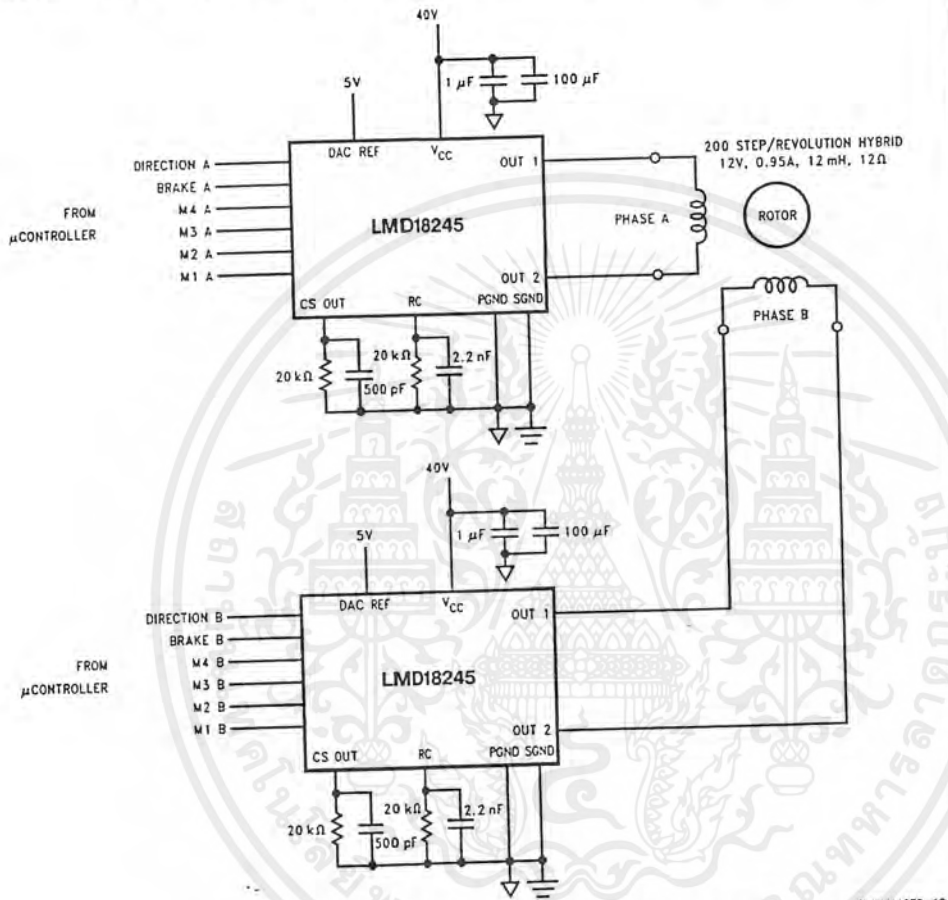 40V
1 µF
100 µF
5V
DAC REF
VCC
OUT 1
200 STEP/REVOLUTION HYBRID
12V, 0.95A, 12 mH, 12Ω
DIRECTION A
BRAKE A
M4 A
M3 A
M2 A
M1 A
FROM
µCONTROLLER
LMD18245
PHASE A
ROTOR
OUT 2
CS OUT
RC
PGND SGND
PHASE B
20 kΩ
500 pF
20 kΩ
2.2 nF
40V
1 µF
100 µF
5V
DAC REF
VCC
OUT 1
DIRECTION B
BRAKE B
M4 B
M3 B
M2 B
M1 B
FROM
µCONTROLLER
LMD18245
OUT 2
CS OUT
RC
PGND SGND
20 kΩ
500 pF
20 kΩ
2.2 nF